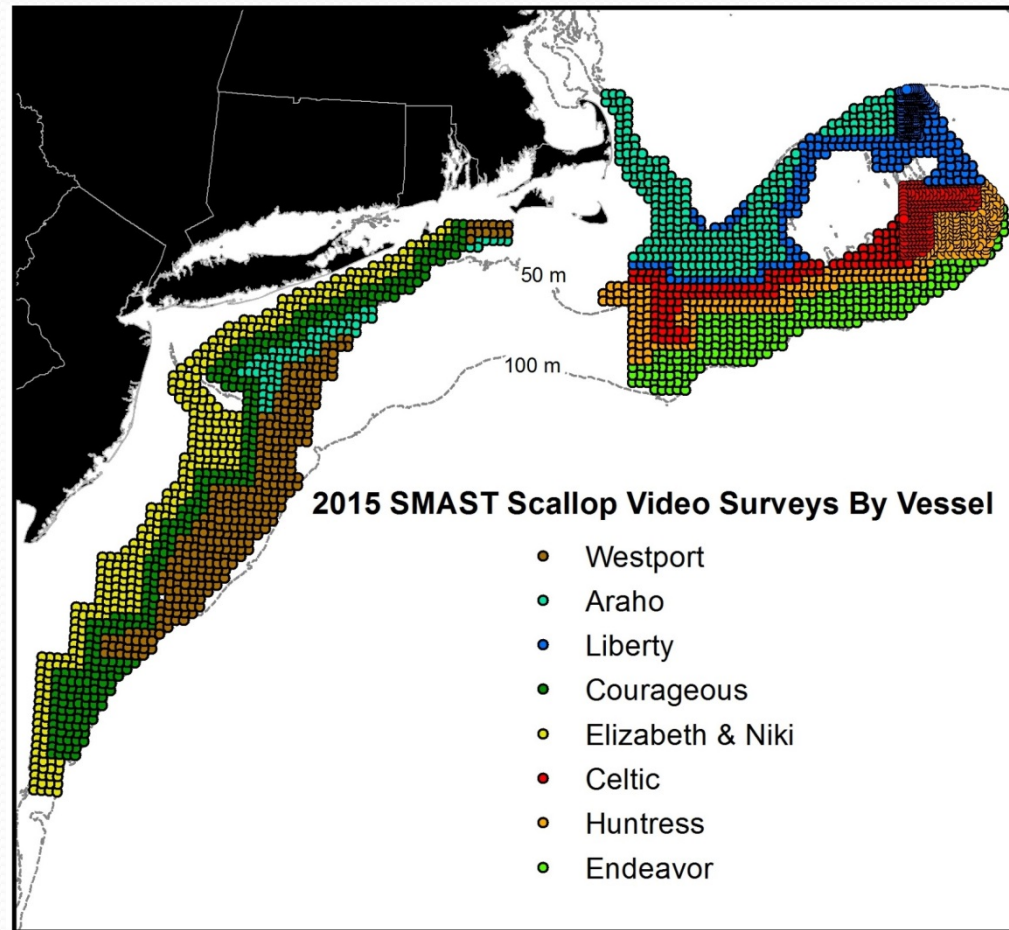 50 m
100 m
2015 SMAST Scallop Video Surveys By Vessel
Westport
Araho
Liberty
Courageous
Elizabeth & Niki
Celtic
Huntress
Endeavor